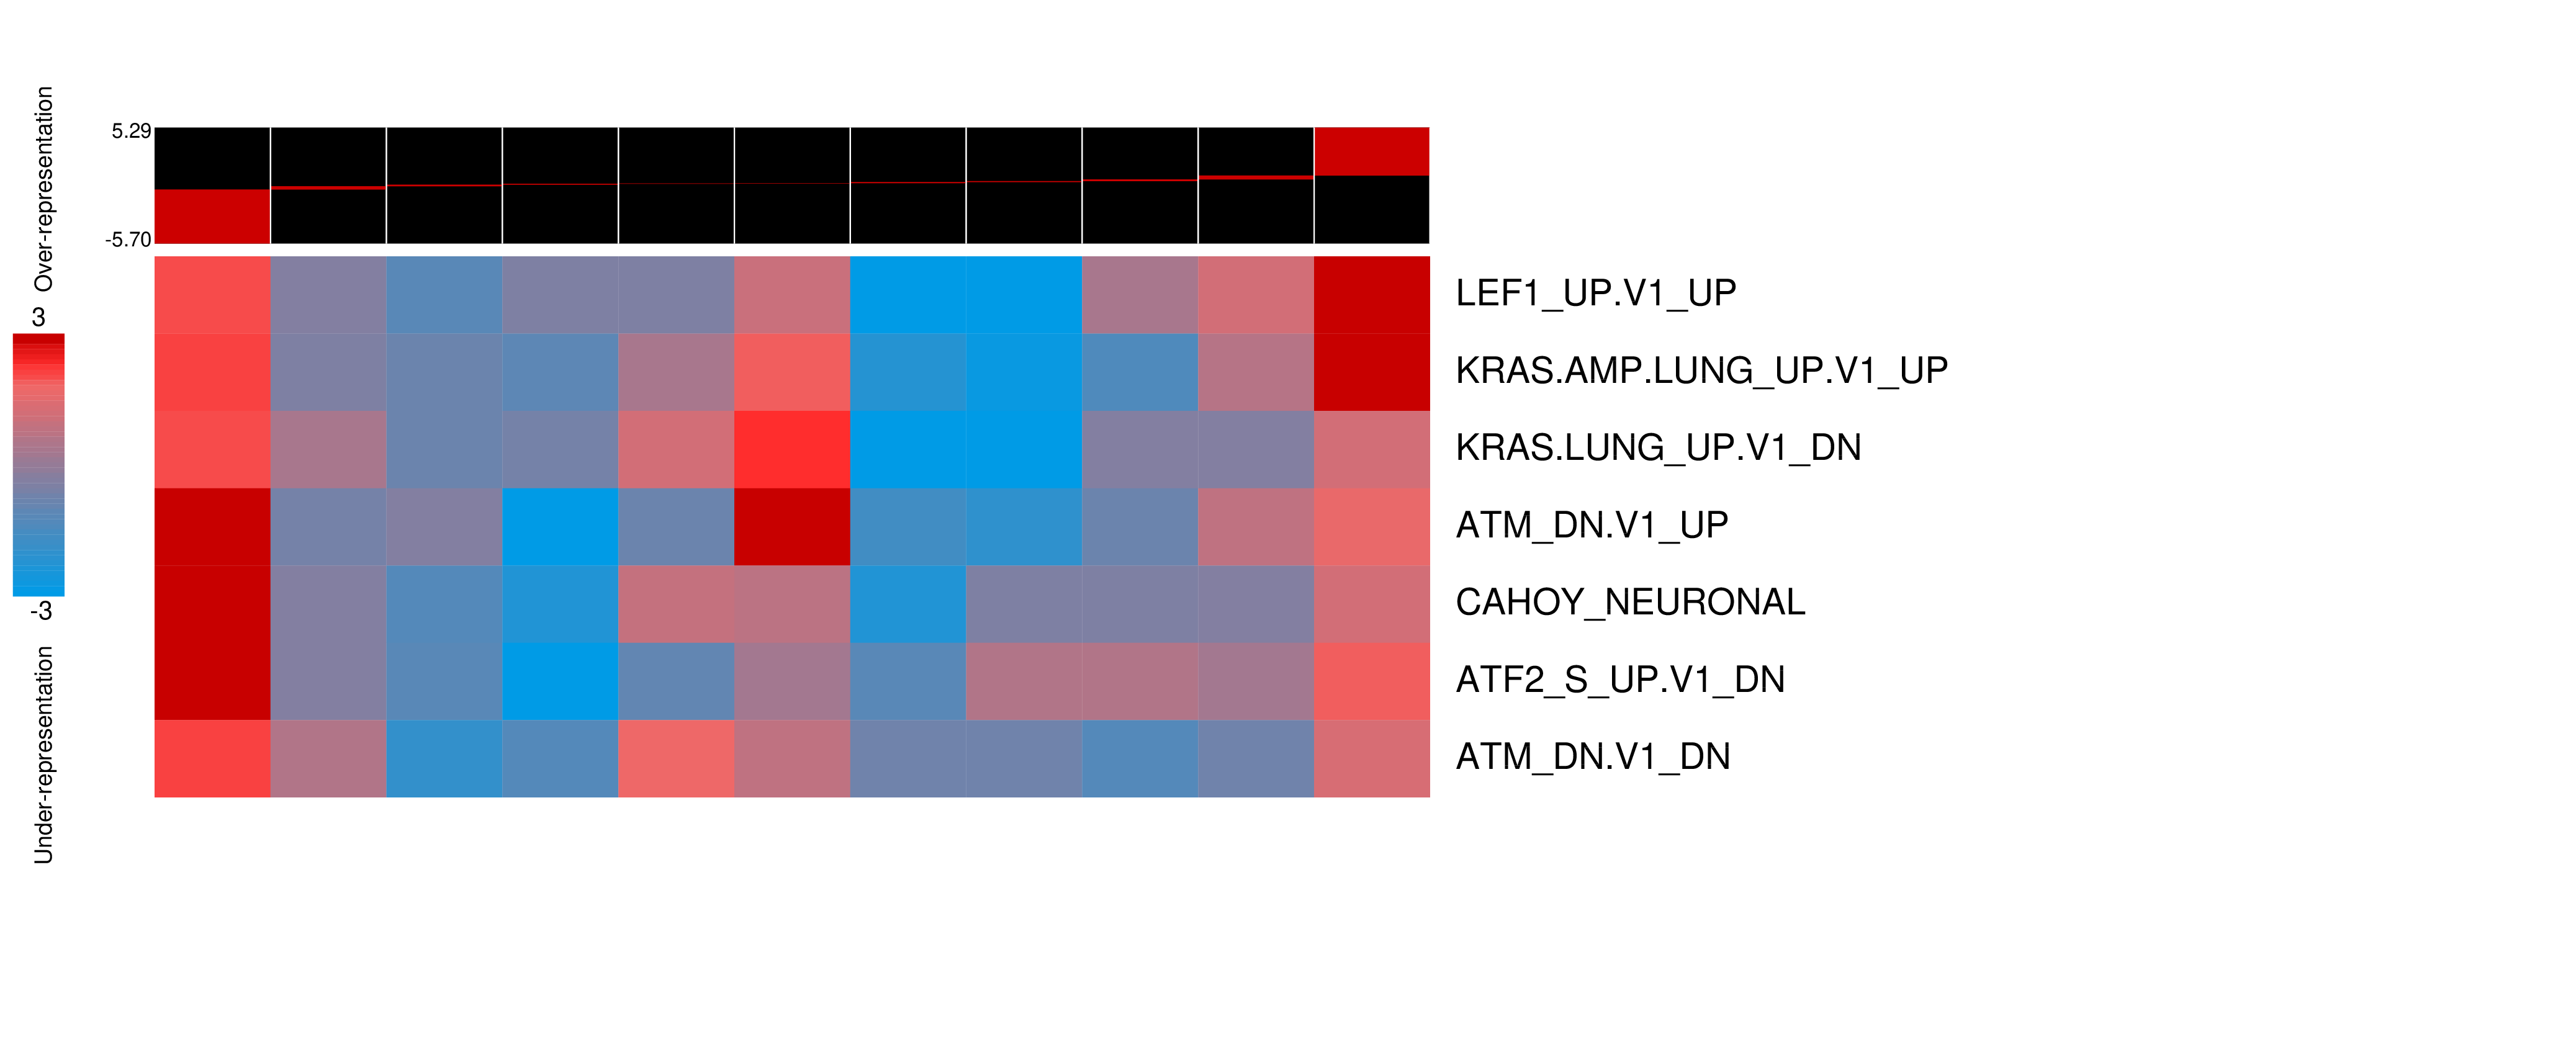 Over-representation
3
-3
Under-representation
5.29
-5.70
LEF1_UP.V1_UP
KRAS.AMP.LUNG_UP.V1_UP
KRAS.LUNG_UP.V1_DN
ATM_DN.V1_UP
CAHOY_NEURONAL
ATF2_S_UP.V1_DN
ATM_DN.V1_DN